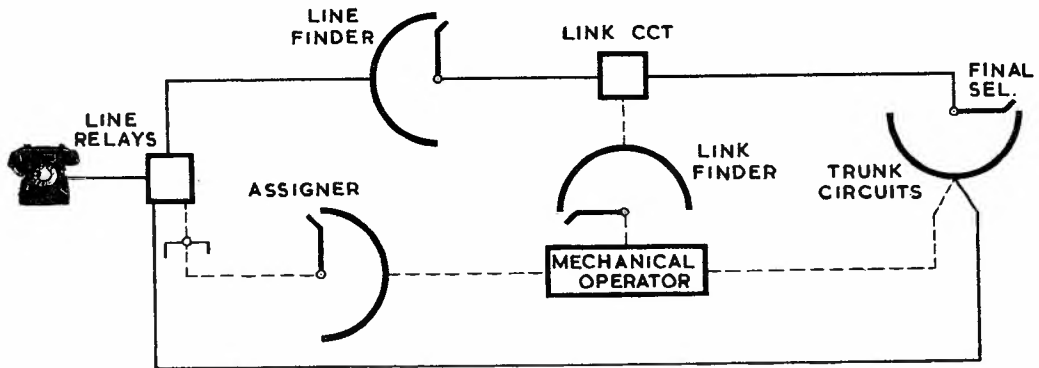 LINE
FINDER
LINK CCT
FINAL
SEL.
LINE
RELAYS
LINK
FINDER
ASSIGNER
TRUNK
CIRCUITS
MECHANICAL
OPERATOR